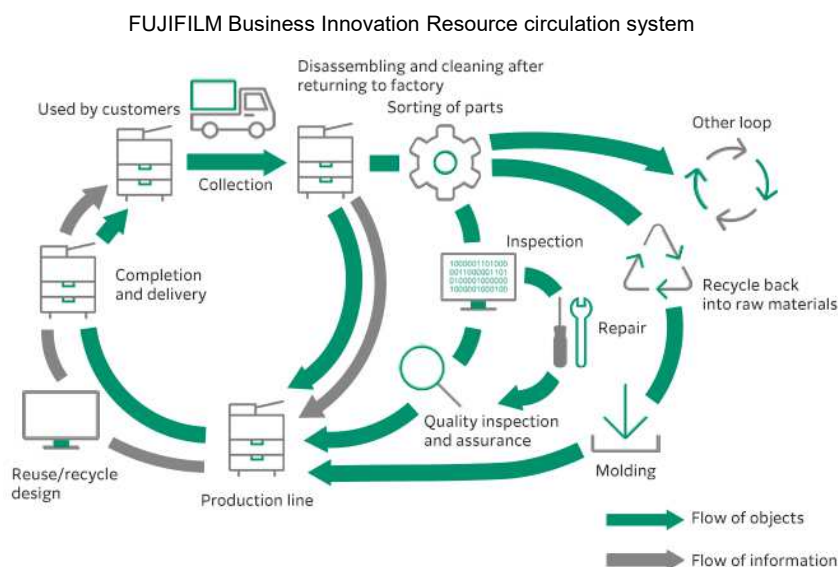 FUJIFILM Business Innovation Resource circulation system
Disassembling and cleaning after
returning to factory
Used by customers
Sorting of parts
Other loop
Collection
Inspection
1000001101000
0011000001101
0100001000000
1000001000100
Completion
and delivery
Recycle back
into raw materials
Repair
Quality inspection
and assurance
Reuse/recycle
design
Production line
Molding
Flow of objects
Flow of information